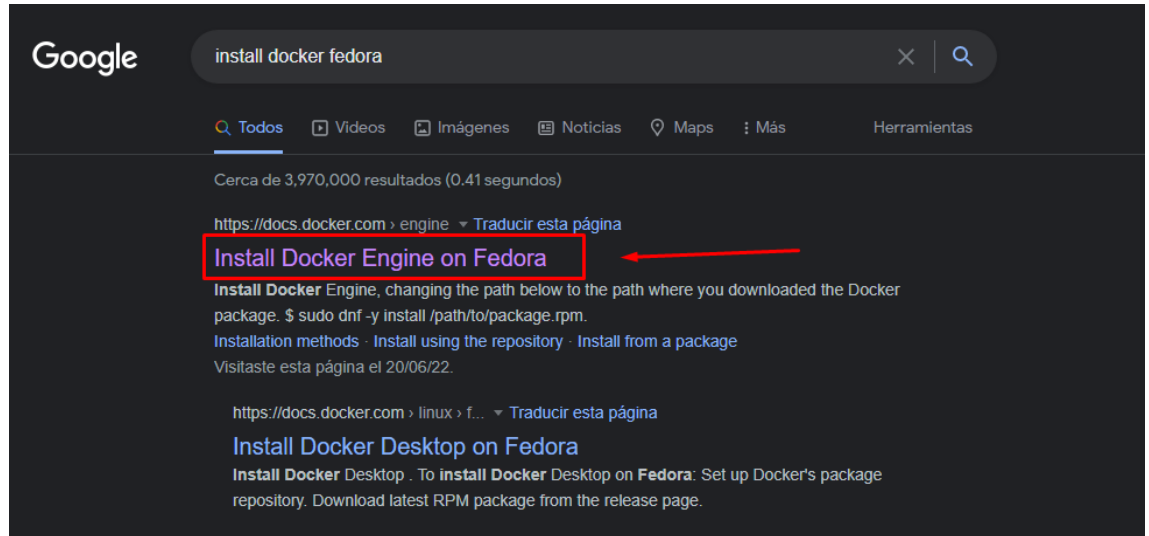 Google
install docker fedora
Todos Videos Imágenes Noticias Maps Más Herramientas
Cerca de 3,970,000 resultados (0.41 segundos)
https://docs.docker.com › engine Traducir esta página
Install Docker Engine on Fedora
Install Docker Engine, changing the path below to the path where you downloaded the Docker
package. $ sudo dnf -y install /path/to/package.rpm.
Installation methods · Install using the repository · Install from a package
Visitaste esta página el 20/06/22.
https://docs.docker.com › linux › f... Traducir esta página
Install Docker Desktop on Fedora
Install Docker Desktop . To install Docker Desktop on Fedora: Set up Docker's package
repository. Download latest RPM package from the release page.